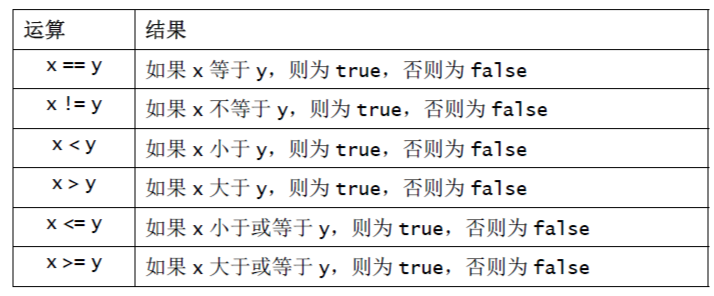 运算 结果
x == y 如果 x 等于 y，则为 true，否则为 false
x != y 如果 x 不等于 y，则为 true，否则为 false
x < y 如果 x 小于 y，则为 true，否则为 false
x > y 如果 x 大于 y，则为 true，否则为 false
x <= y 如果 x 小于或等于 y，则为 true，否则为 false
x >= y 如果 x 大于或等于 y，则为 true，否则为 false